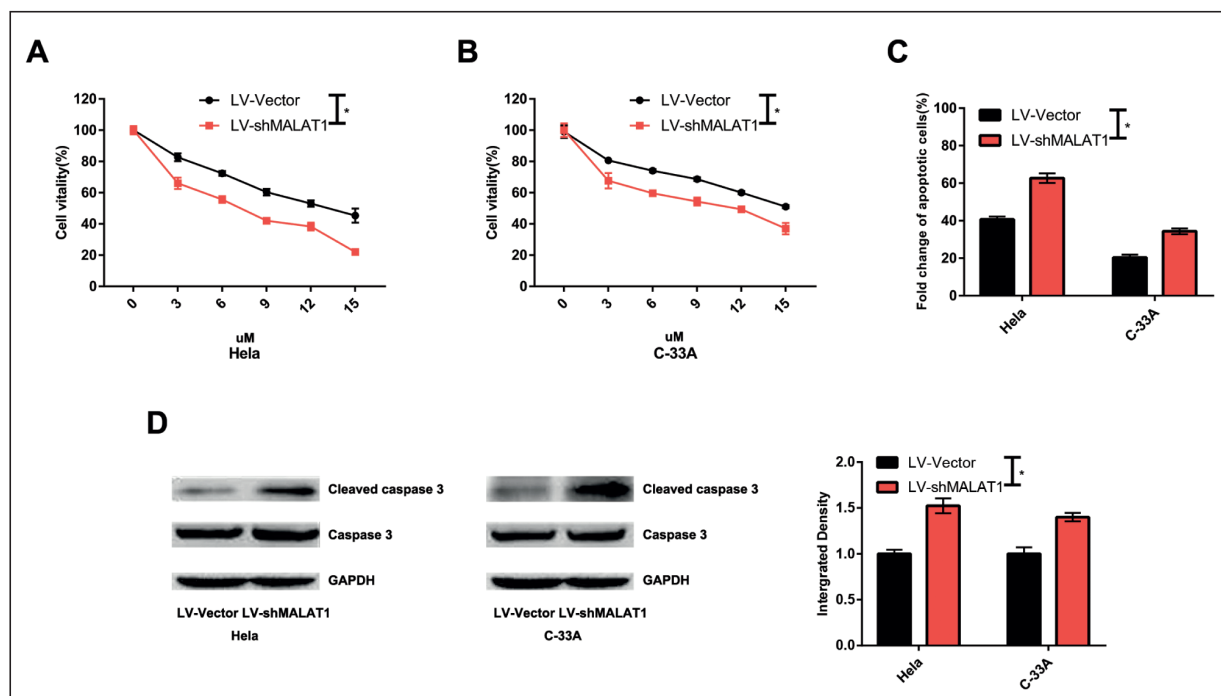 A
LV-Vector
LV-shMALAT1
*
Cell vitality(%)
120
100
80
60
40
20
0
0 3 6 9 12 15
uM
Hela
B
LV-Vector
LV-shMALAT1
*
Cell vitality(%)
120
100
80
60
40
20
0
0 3 6 9 12 15
uM
C-33A
C
LV-Vector
LV-shMALAT1
*
Fold change of apoptotic cells(%)
100
80
60
40
20
0
Hela C-33A
D
Cleaved caspase 3
Caspase 3
GAPDH
LV-Vector LV-shMALAT1
Hela
Cleaved caspase 3
Caspase 3
GAPDH
LV-Vector LV-shMALAT1
C-33A
LV-Vector
LV-shMALAT1
*
Intergrated Density
2.0
1.5
1.0
0.5
0.0
Hela C-33A